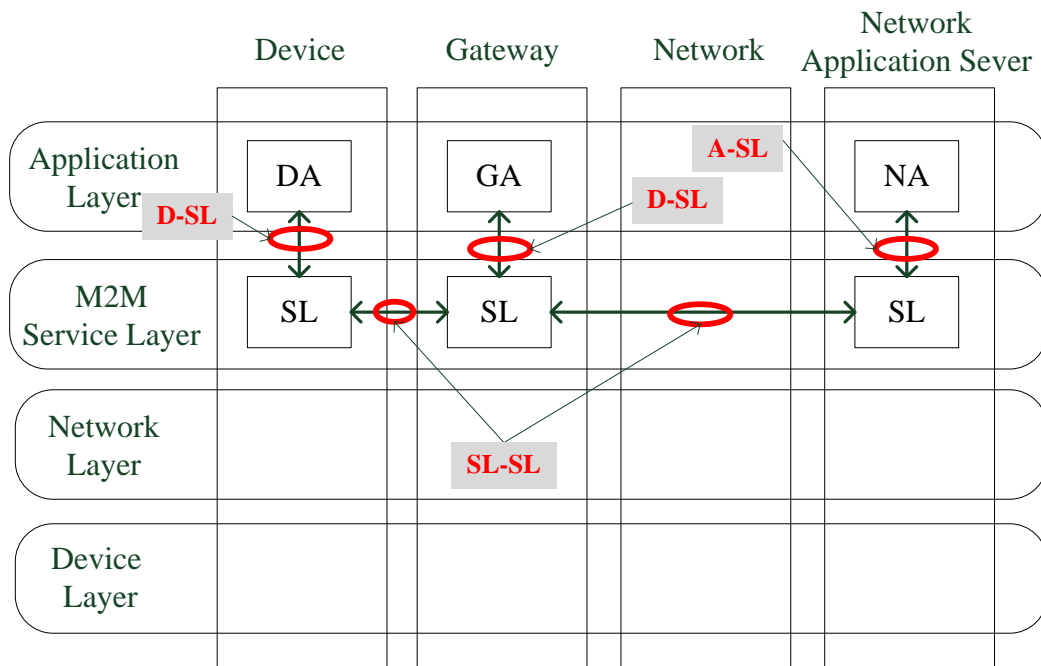 Device
Gateway
Network
Network
Application Sever
Application
Layer
DA
GA
NA
A-SL
D-SL
D-SL
M2M
Service Layer
SL
SL
SL
Network
Layer
SL-SL
Device
Layer